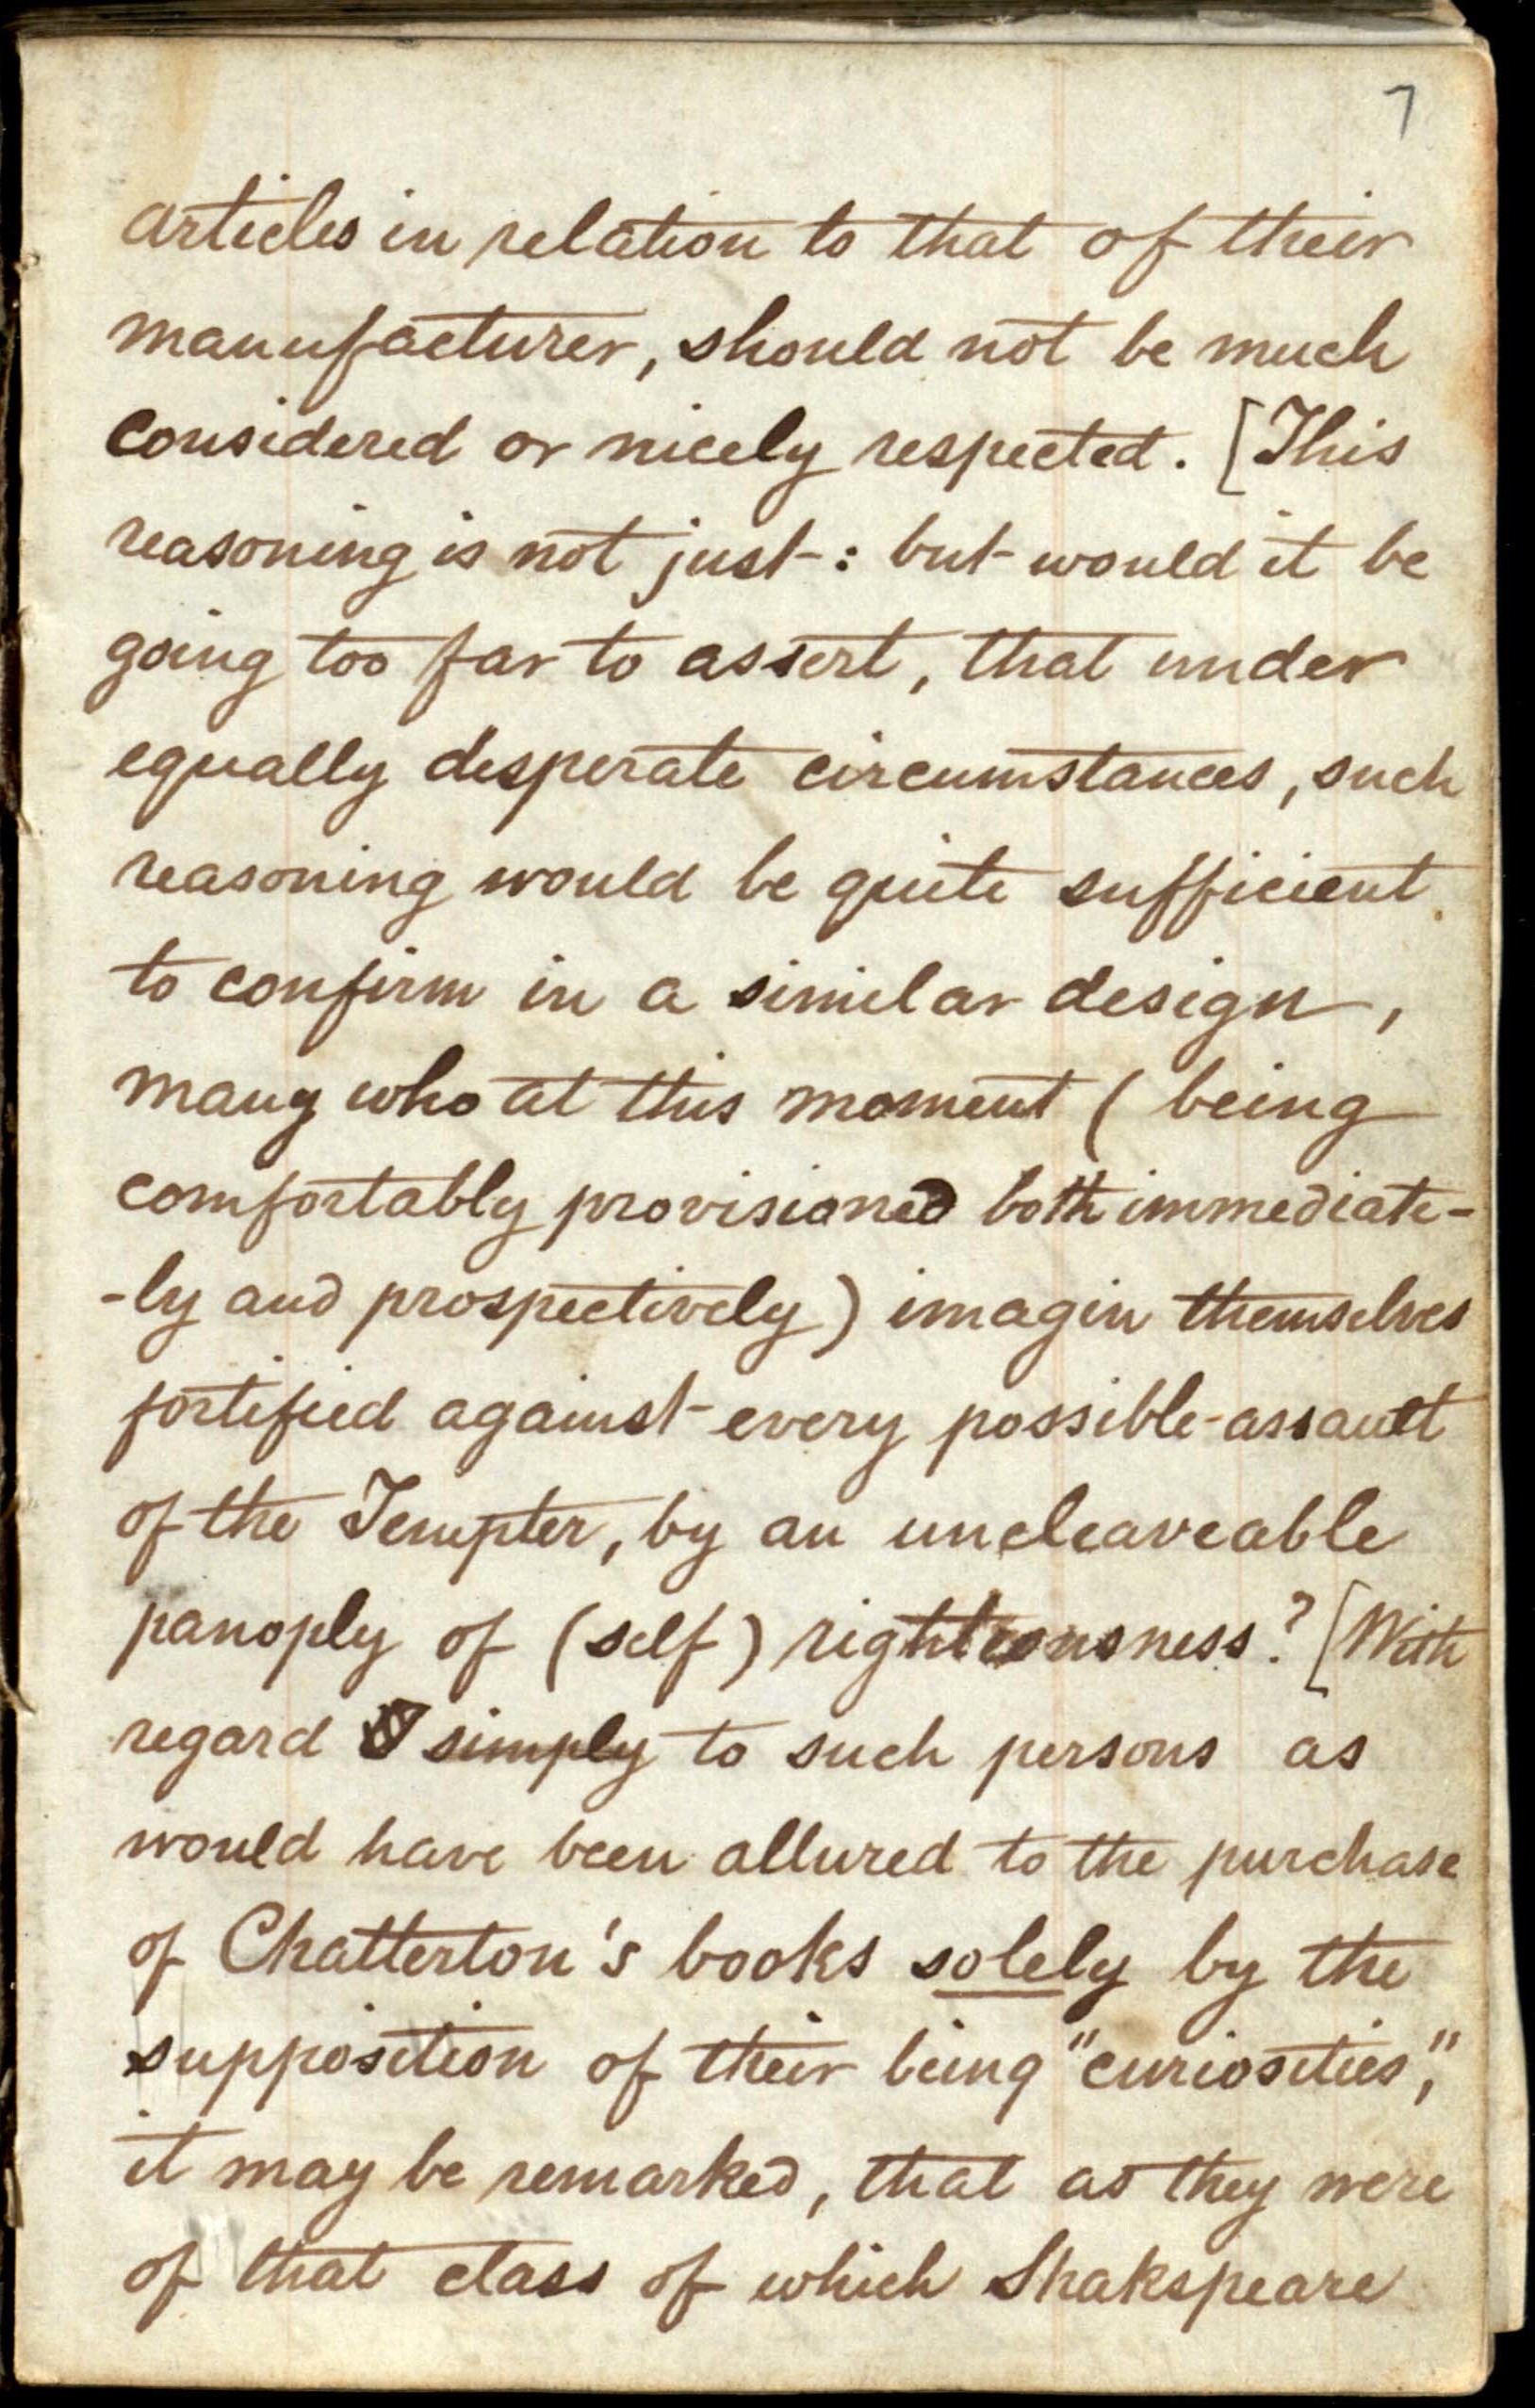 7
articles in relation to that of their
manufacturer, should not be much
considered or nicely respected. [This
reasoning is not just: but would it be
going too far to assert, that under
equally desperate circumstances, such
reasoning would be quite sufficient
to confirm in a similar design,
many who at this moment (being
comfortably provisioned both immediate-
-ly and prospectively) imagin themselves
fortified against every possible assault
of the Tempter, by an uncleaveable
panoply of (self) righteousness? [With
regard simply to such persons as
would have been allured to the purchase
of Chatterton's books solely by the
supposition of their being "curiosities,"
it may be remarked, that as they were
of that class of which Shakspeare